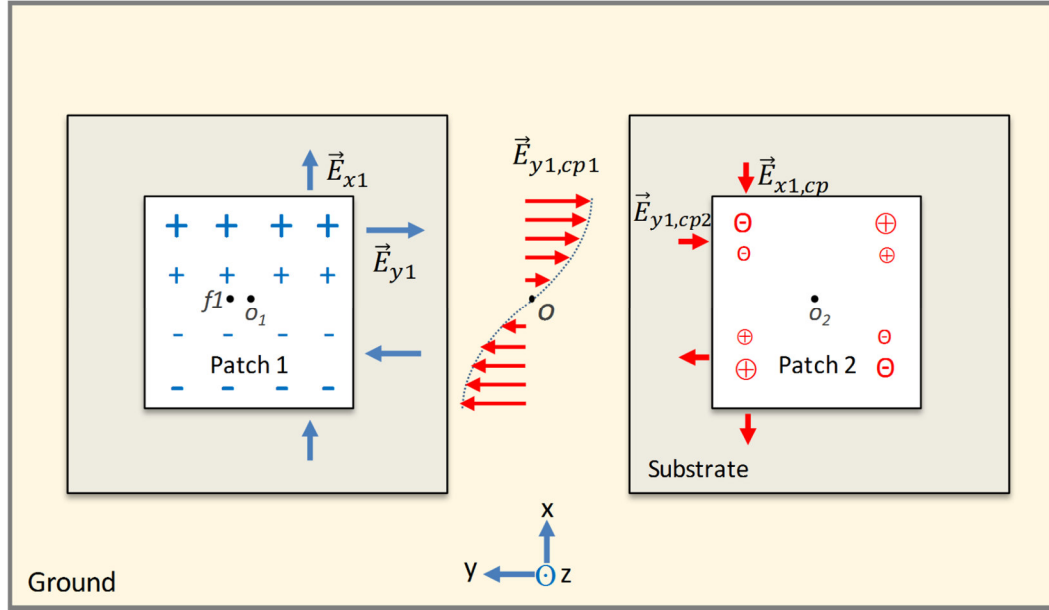 E⃗x1
E⃗y1,cp1
E⃗x1,cp
E⃗y1,cp2
+ + + +
E⃗y1
+ + + +
f1 o1
O
o2
- - - -
Patch 1
Patch 2
- - - -
Substrate
x
y
z
Ground